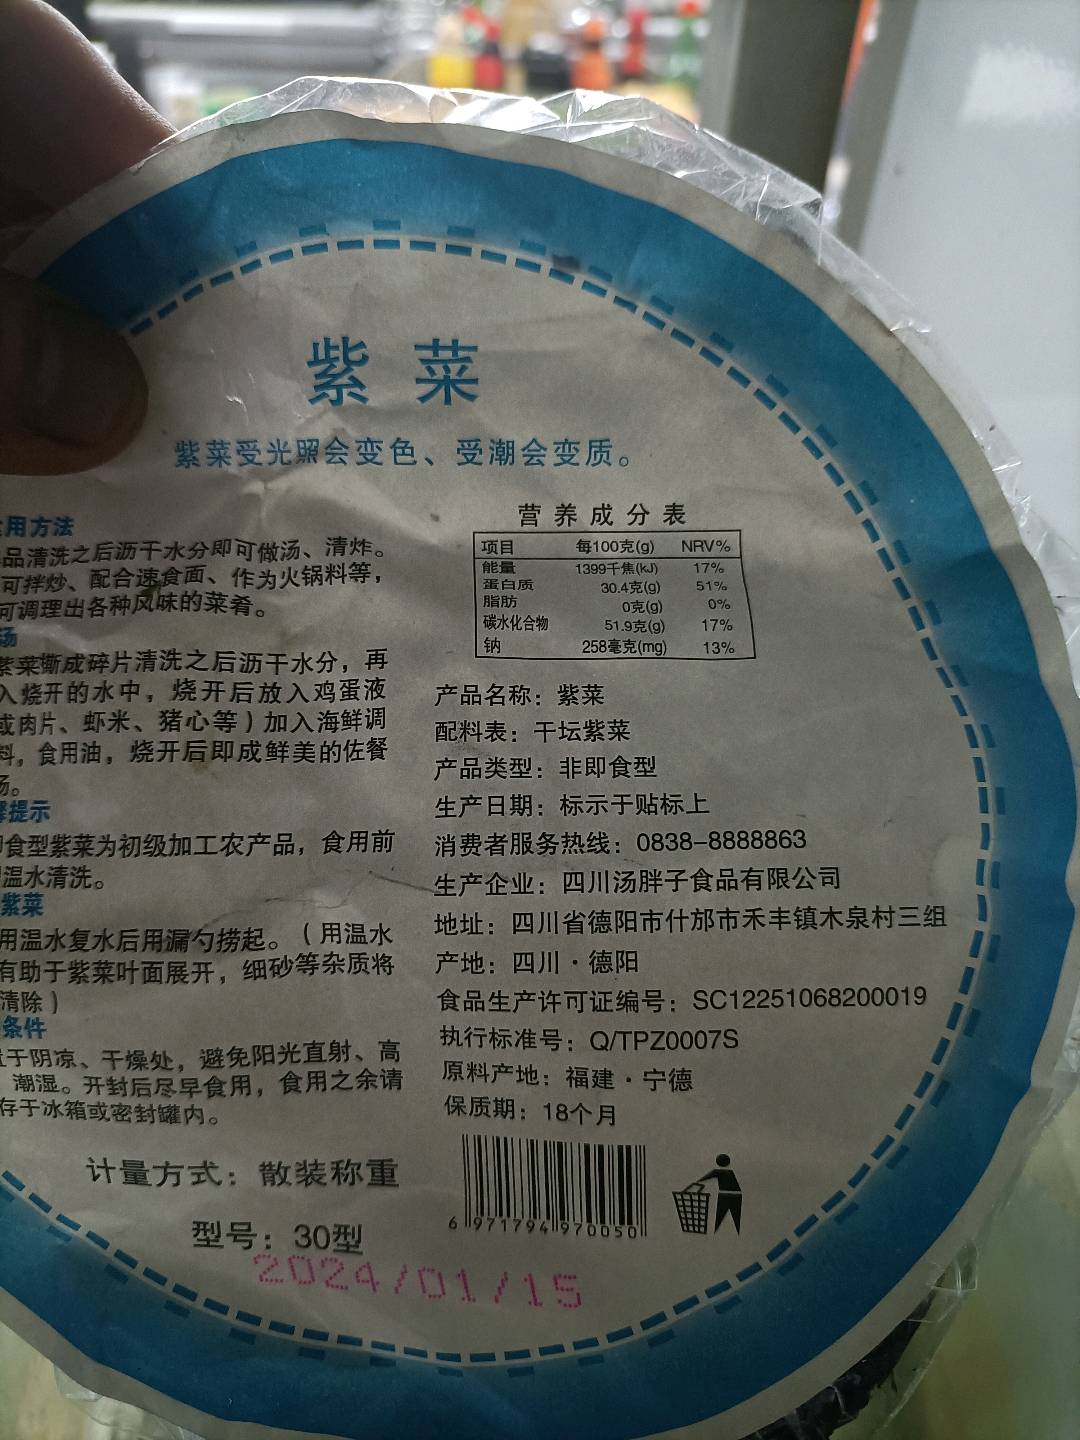 紫菜
紫菜受光照会变色、受潮会变质。
用方法
品清洗之后沥干水分即可做汤、清炸。
可拌炒、配合速食面、作为火锅料等，
可调理出各种风味的菜肴。
汤
紫菜撕成碎片清洗之后沥干水分，再
入烧开的水中，烧开后放入鸡蛋液
或肉片、虾米、猪心等）加入海鲜调
料，食用油，烧开后即成鲜美的佐餐
汤。
提示
食型紫菜为初级加工农产品，食用前
温水清洗。
紫菜
用温水复水后用漏勺捞起。（用温水
有助于紫菜叶面展开，细砂等杂质将
清除）
条件
于阴凉、干燥处，避免阳光直射、高
潮湿。开封后尽早食用，食用之余请
存于冰箱或密封罐内。
计量方式：散装称重
型号：30型
2024/01/15
营养成分表
项目 每100克(g) NRV%
能量 1399千焦(kJ) 17%
蛋白质 30.4克(g) 51%
脂肪 0克(g) 0%
碳水化合物 51.9克(g) 17%
钠 258毫克(mg) 13%
产品名称：紫菜
配料表：干坛紫菜
产品类型：非即食型
生产日期：标示于贴标上
消费者服务热线：0838-8888863
生产企业：四川汤胖子食品有限公司
地址：四川省德阳市什邡市禾丰镇木泉村三组
产地：四川·德阳
食品生产许可证编号：SC12251068200019
执行标准号：Q/TPZ0007S
原料产地：福建·宁德
保质期：18个月
6 971794 970050